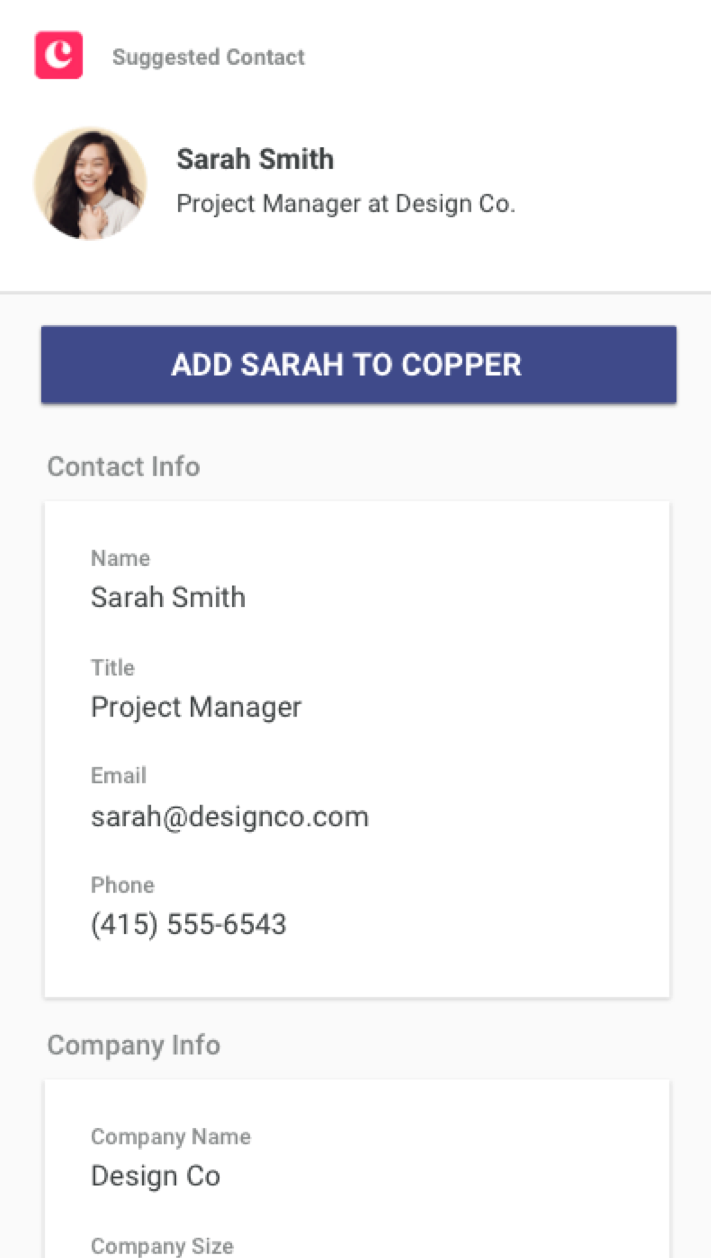 Suggested Contact
Sarah Smith
Project Manager at Design Co.
ADD SARAH TO COPPER
Contact Info
Name
Sarah Smith
Title
Project Manager
Email
sarah@designco.com
Phone
(415) 555-6543
Company Info
Company Name
Design Co
Company Size